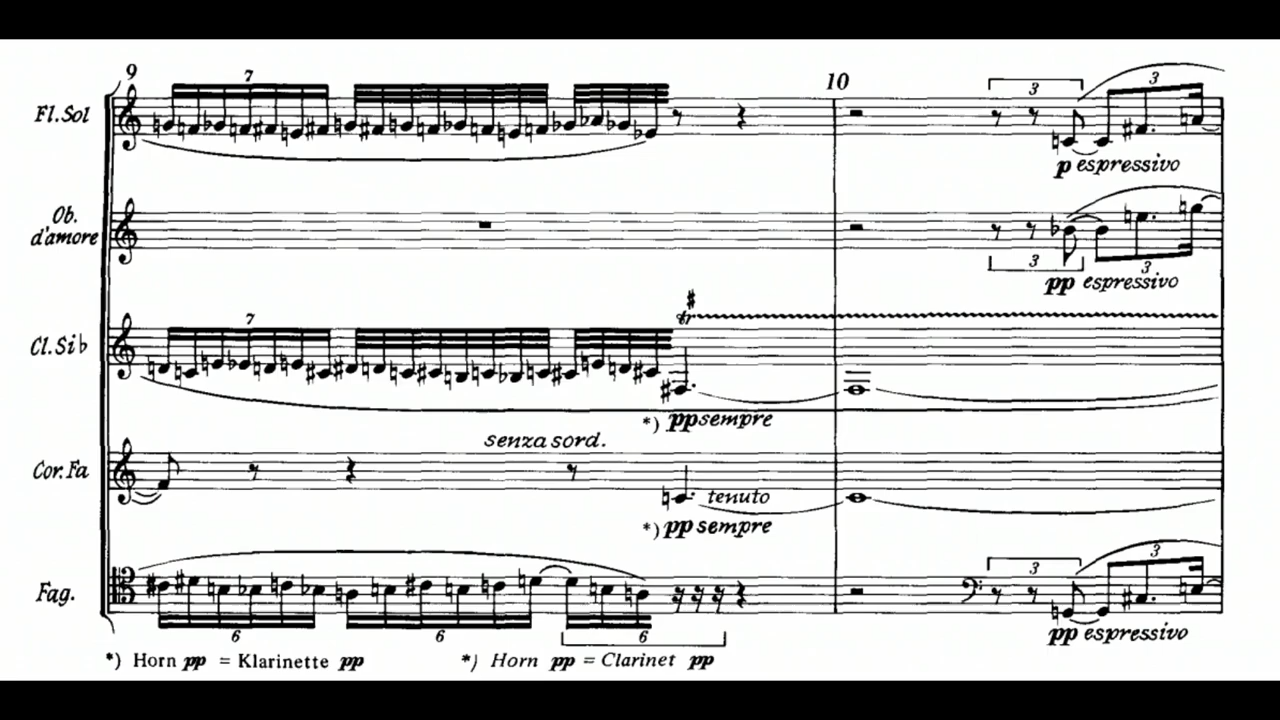 9
7
10
3
3
Fl. Sol
p espressivo
Ob.
d'amore
3
3
pp espressivo
7
tr
Cl. Si b
*) pp sempre
senza sord.
Cor. Fa
tenuto
*) pp sempre
3
3
Fag.
6
6
6
pp espressivo
*) Horn pp = Klarinette pp
*) Horn pp = Clarinet pp